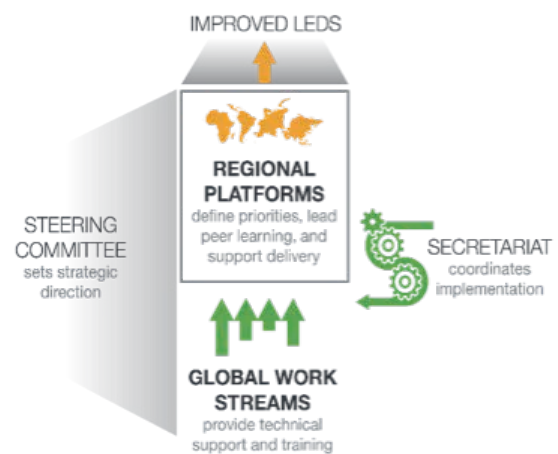 IMPROVED LEDS
REGIONAL
PLATFORMS
define priorities, lead
peer learning, and
support delivery
STEERING
COMMITTEE
sets strategic
direction
SECRETARIAT
coordinates
implementation
GLOBAL WORK
STREAMS
provide technical
support and training